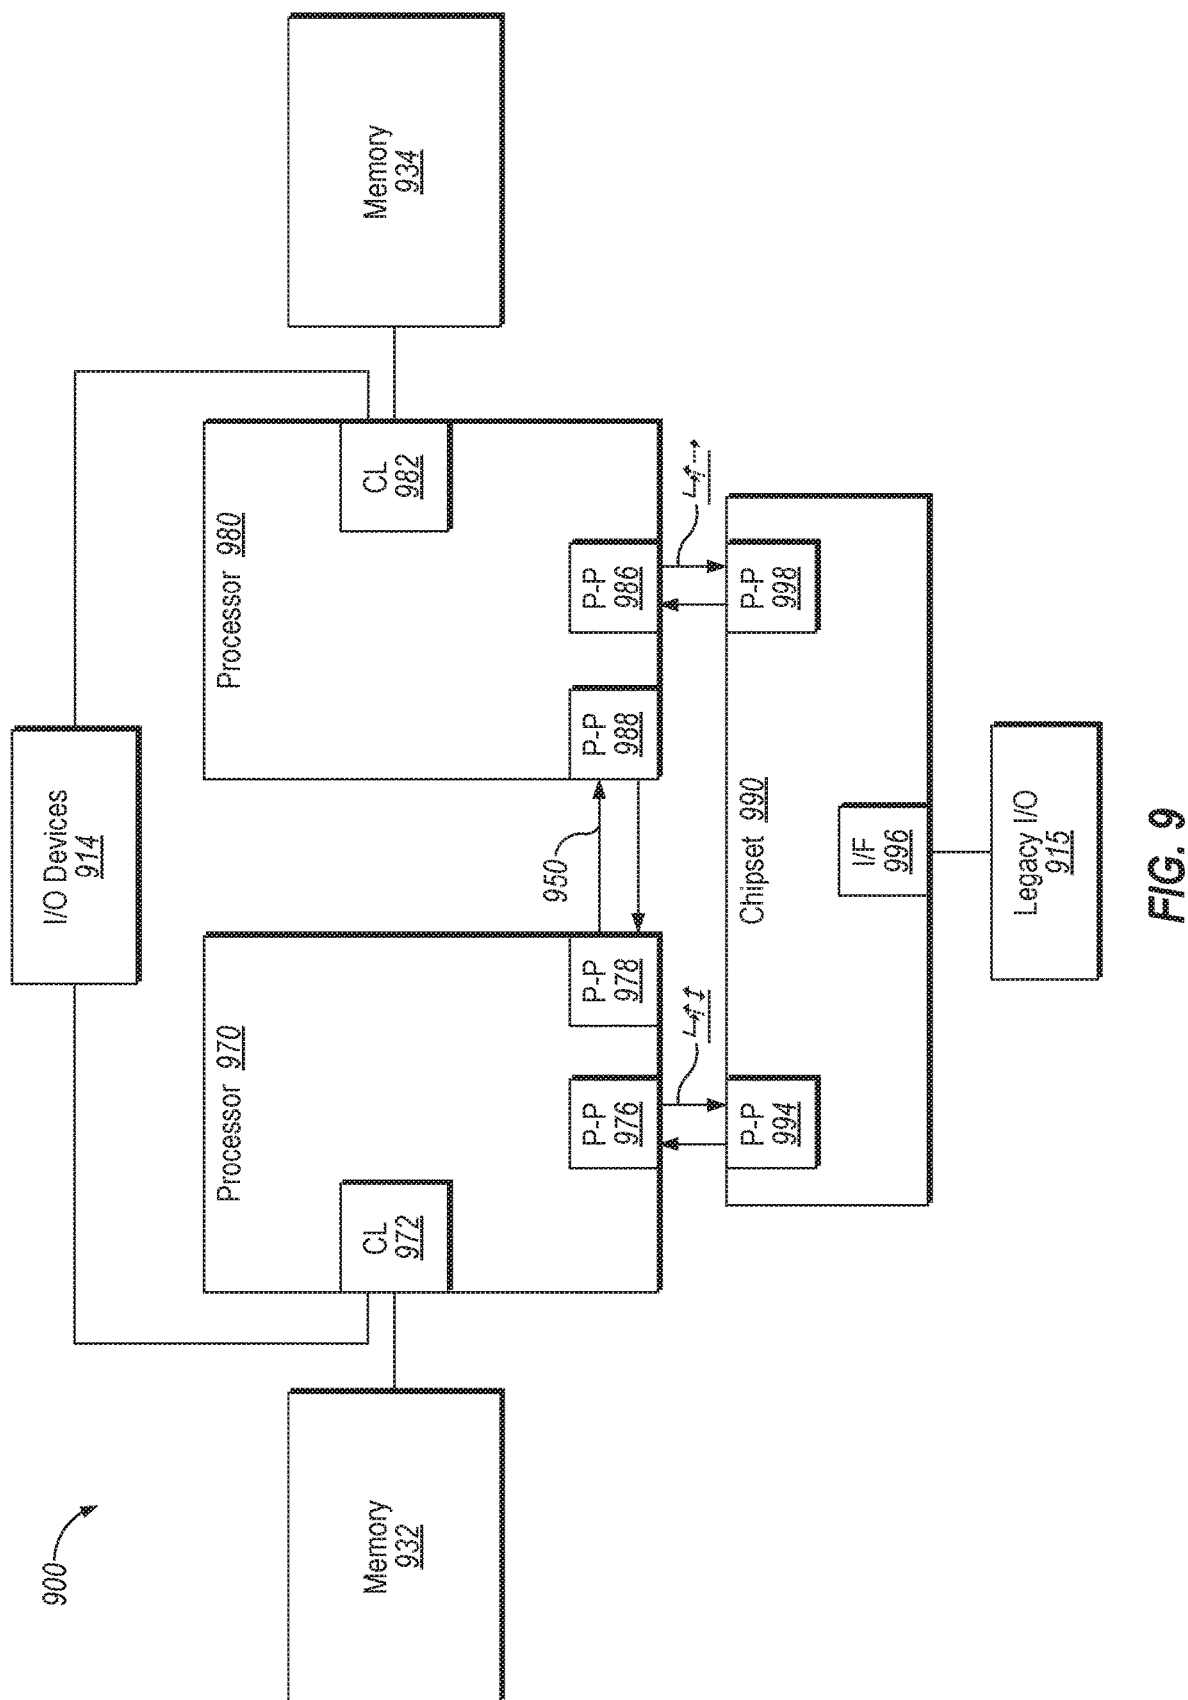 900
I/O Devices
914
Memory
932
Processor 970
CL
972
P-P
976
P-P
978
950
Processor 980
CL
982
P-P
988
P-P
986
Memory
934
Chipset 990
P-P
994
P-P
998
I/F
996
Legacy I/O
915
FIG. 9